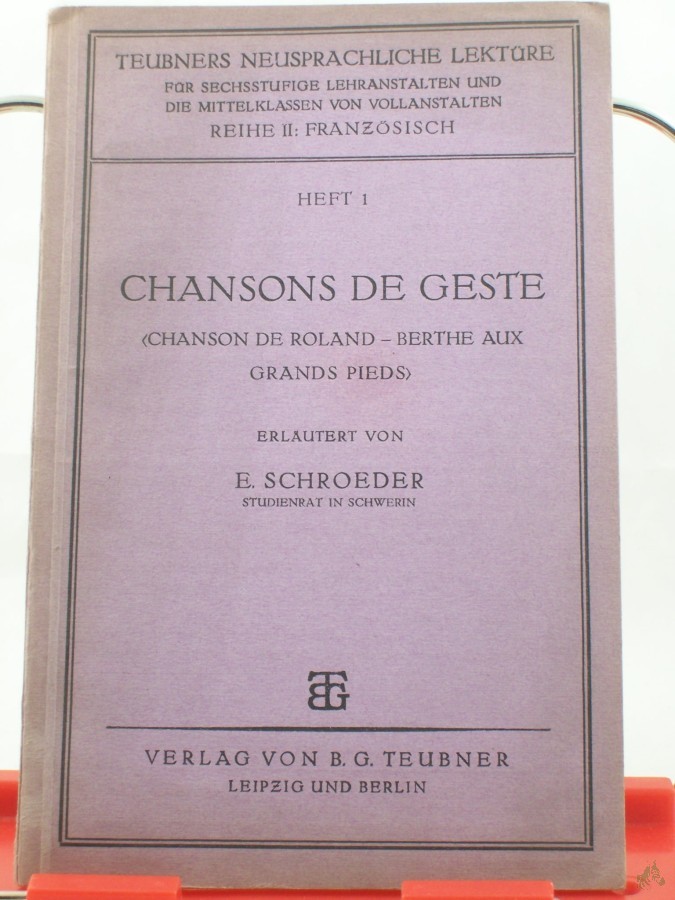 TEUBNERS NEUSPRACHLICHE LEKTÜRE
FÜR SECHSSTUFIGE LEHRANSTALTEN UND
DIE MITTELKLASSEN VON VOLLANSTALTEN
REIHE II: FRANZÖSISCH
HEFT 1
CHANSONS DE GESTE
‹CHANSON DE ROLAND – BERTHE AUX
GRANDS PIEDS›
ERLÄUTERT VON
E. SCHROEDER
STUDIENRAT IN SCHWERIN
BTG
VERLAG VON B. G. TEUBNER
LEIPZIG UND BERLIN